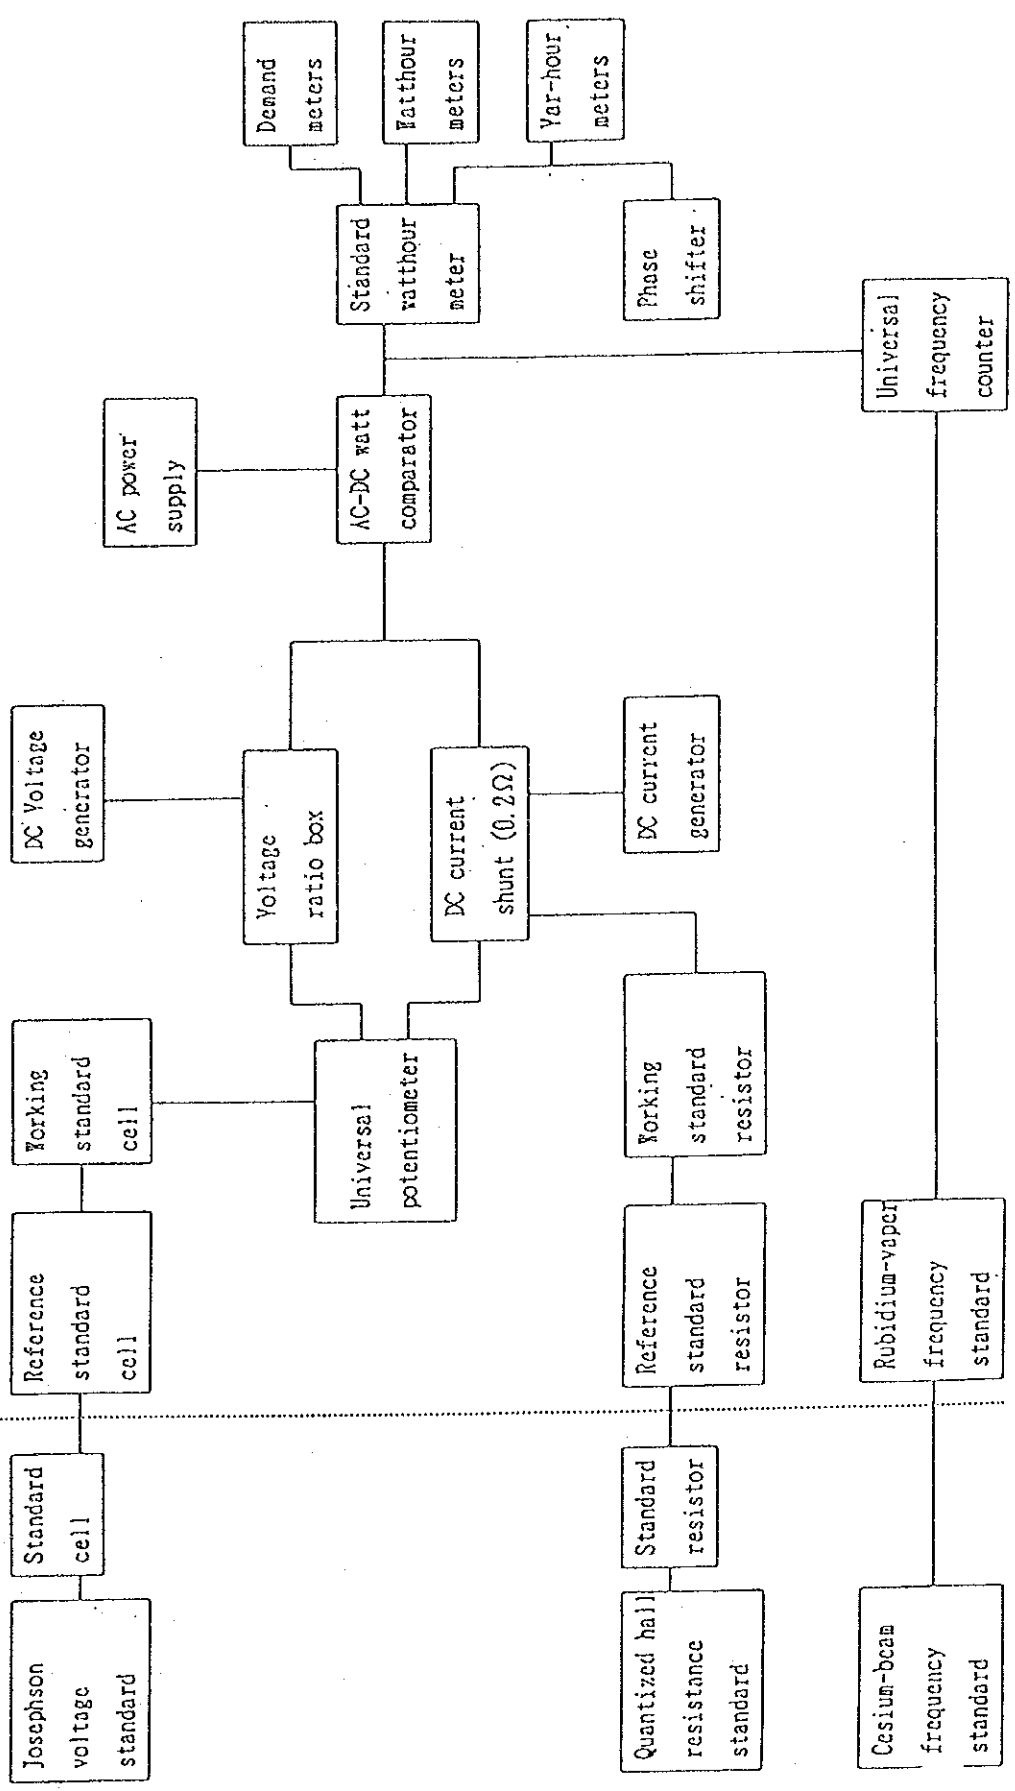 Josephson
voltage
standard
Standard
cell
Reference
standard
cell
Working
standard
cell
DC Voltage
generator
AC power
supply
Universal
potentiometer
Voltage
ratio box
DC current
shunt (0.2Ω)
AC-DC watt
comparator
Standard
watthour
meter
Demand
meters
Watthour
meters
Var-hour
meters
Quantized hall
resistance
standard
Standard
resistor
Reference
standard
resistor
Working
standard
resistor
DC current
generator
Phase
shifter
Cesium-beam
frequency
standard
Rubidium-vaper
frequency
standard
Universal
frequency
counter